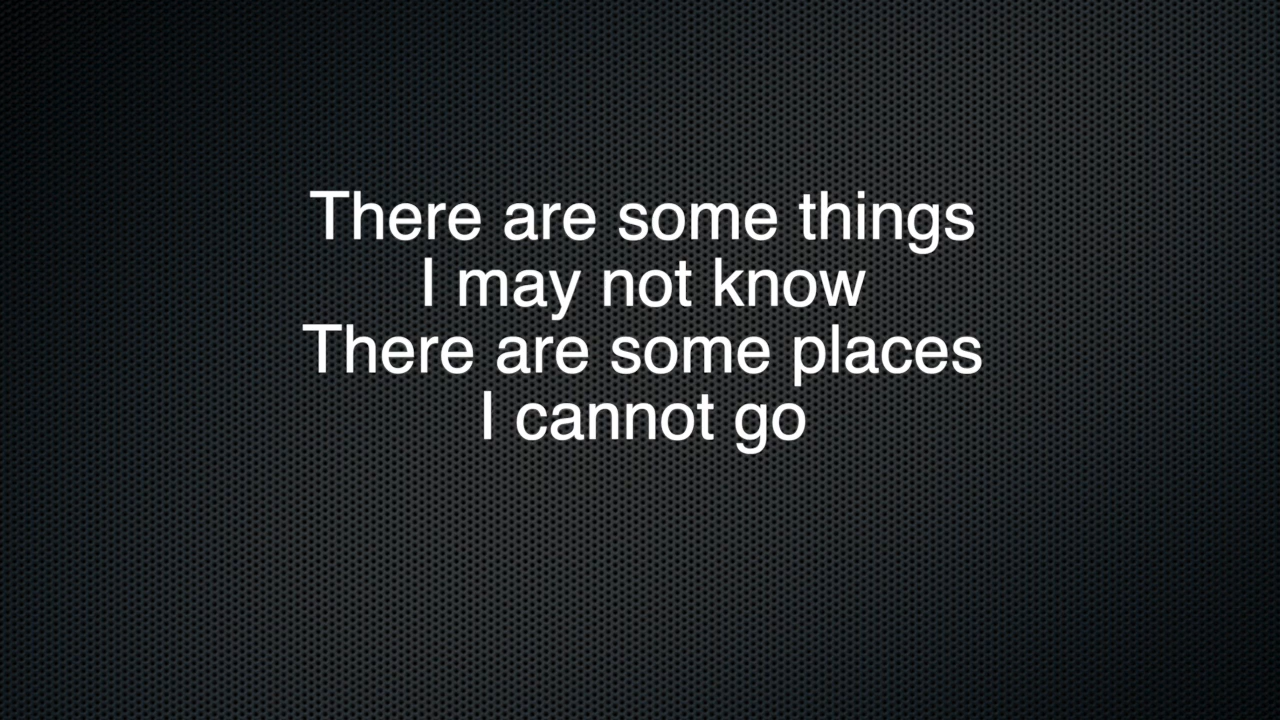 There are some things
I may not know
There are some places
I cannot go